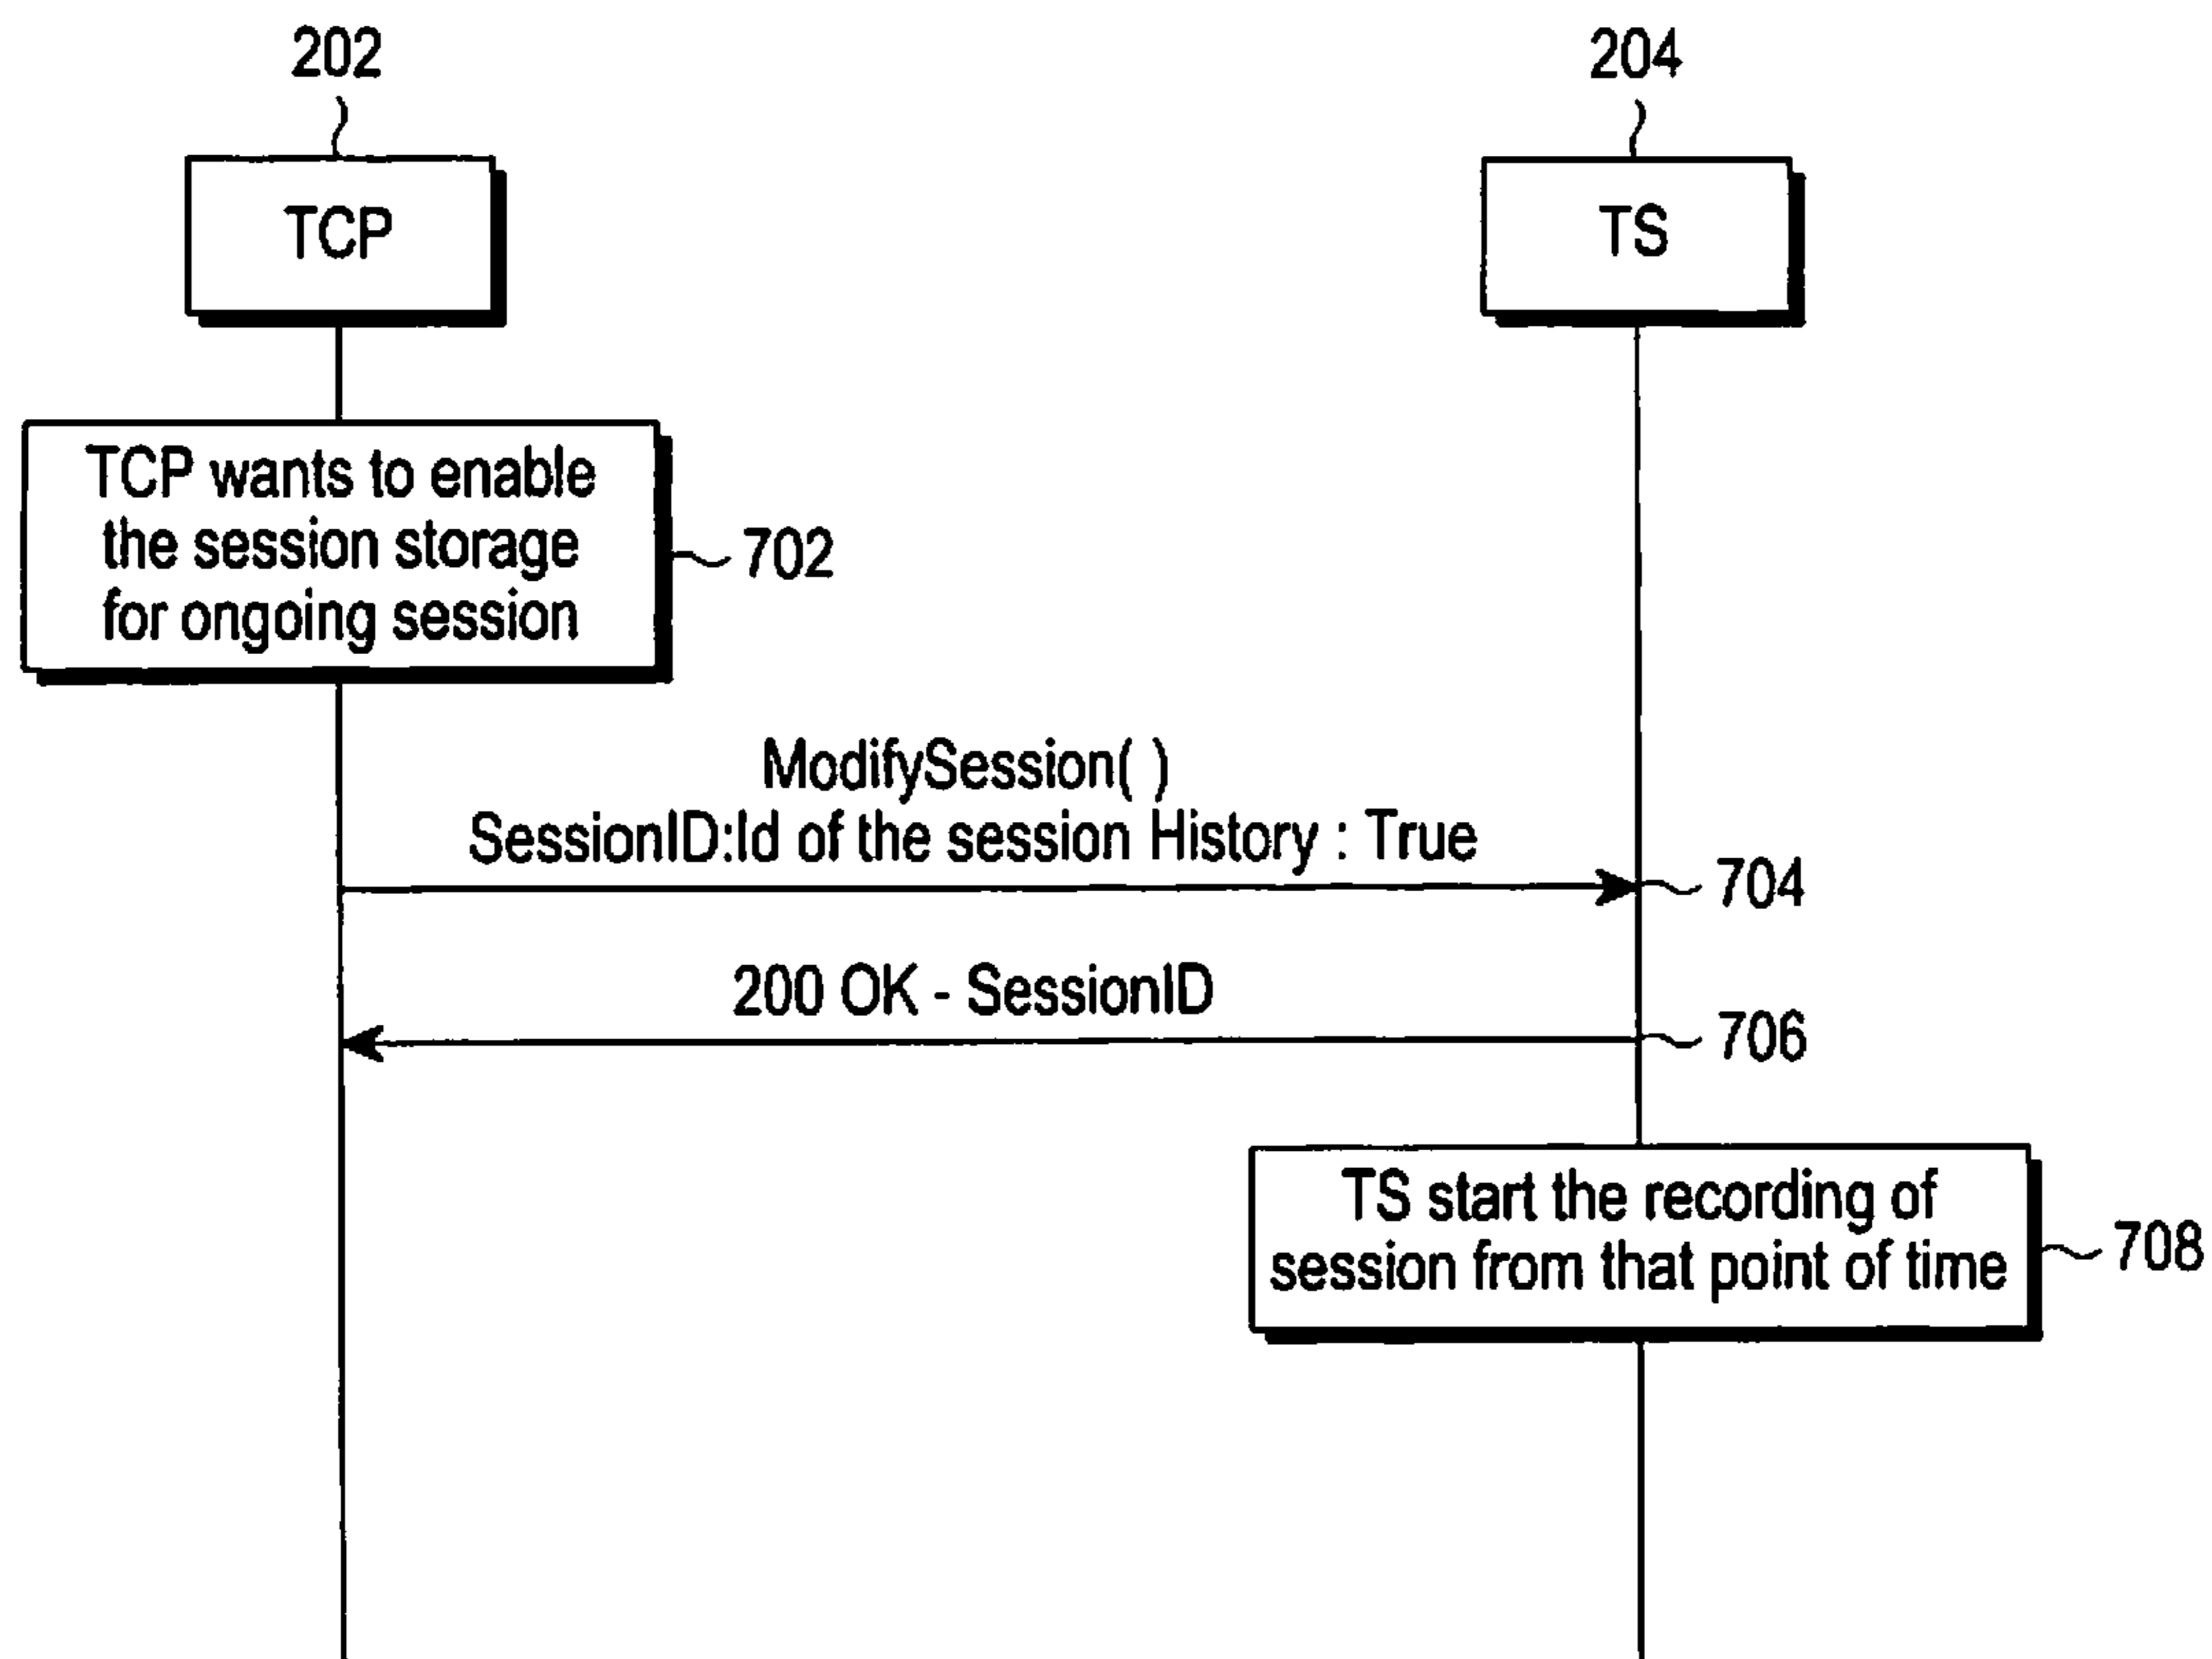 202
204
TCP
TS
TCP wants to enable
the session storage
for ongoing session
702
ModifySession( )
SessionID:Id of the session History : True
704
200 OK - SessionID
706
TS start the recording of
session from that point of time
708